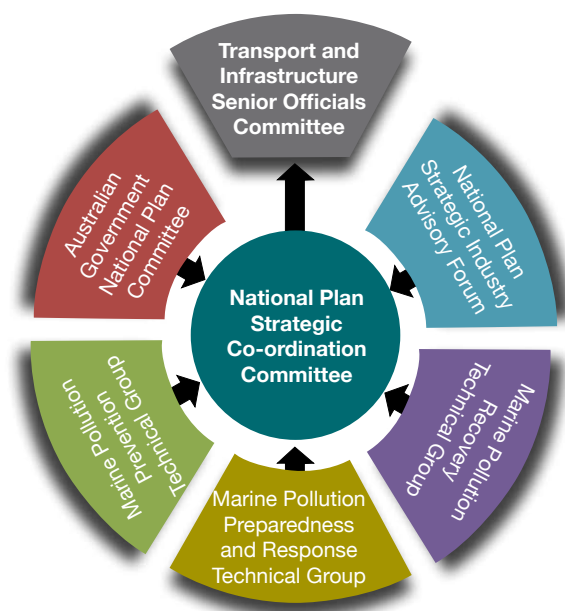 Transport and
Infrastructure
Senior Officials
Committee
Australian
Government
National Plan
Committee
National Plan
Strategic Industry
Advisory Forum
National Plan
Strategic
Co-ordination
Committee
Marine Pollution
Prevention
Technical Group
Marine Pollution
Recovery
Technical Group
Marine Pollution
Preparedness
and Response
Technical Group